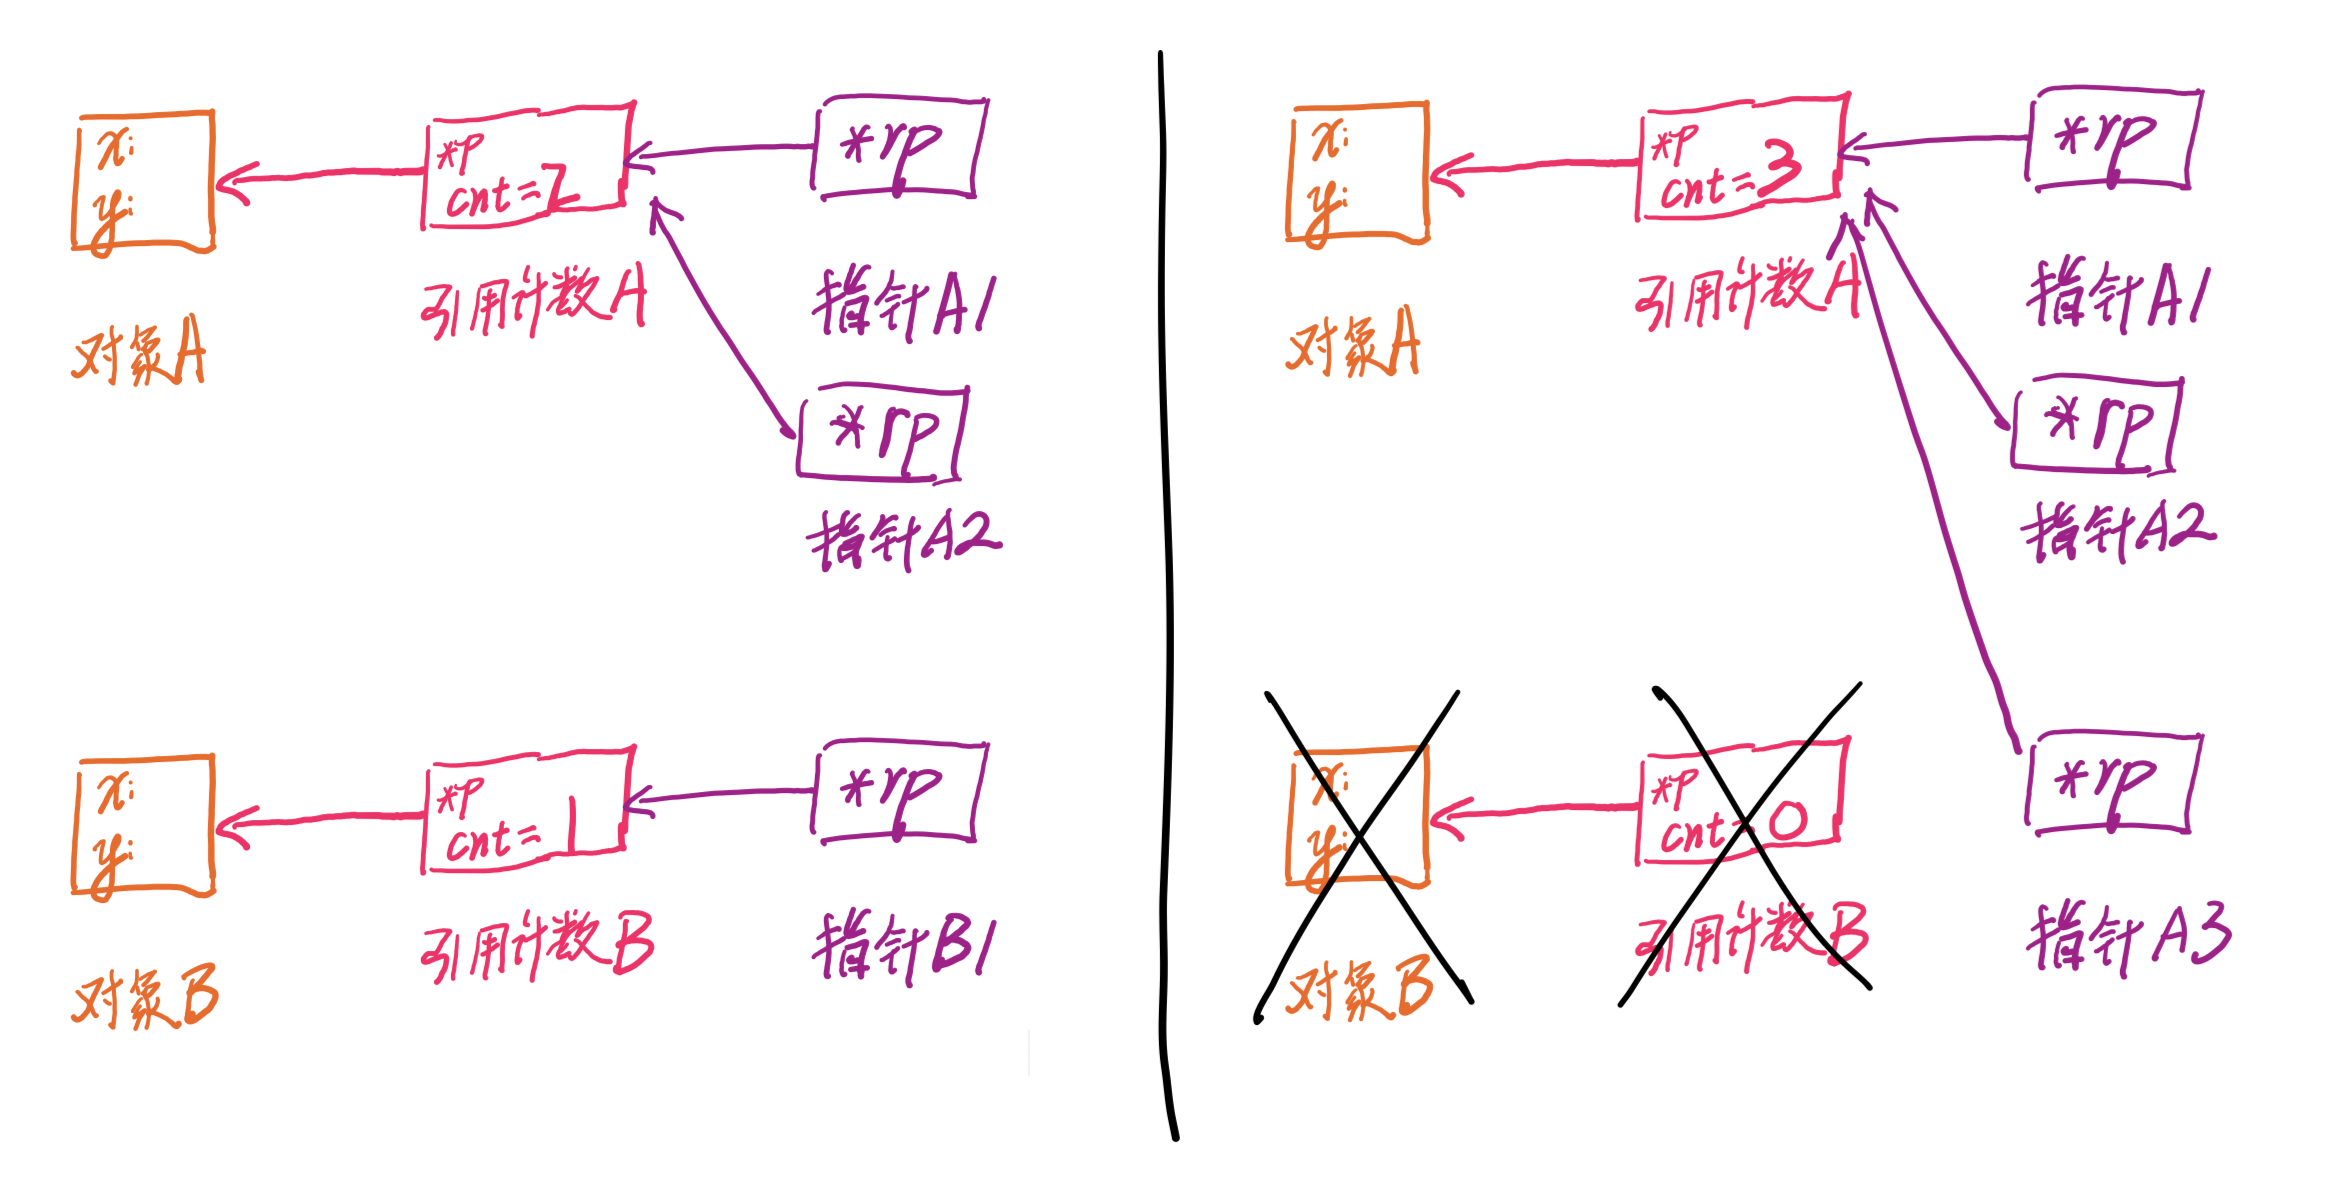 x:
y:
对象A
*p
cnt=2
引用计数A
*rp
指针A1
*rp
指针A2
x:
y:
对象B
*p
cnt=1
引用计数B
*rp
指针B1
x:
y:
对象A
*p
cnt=3
引用计数A
*rp
指针A1
*rp
指针A2
x:
y:
对象B
*p
cnt=0
引用计数B
*rp
指针A3